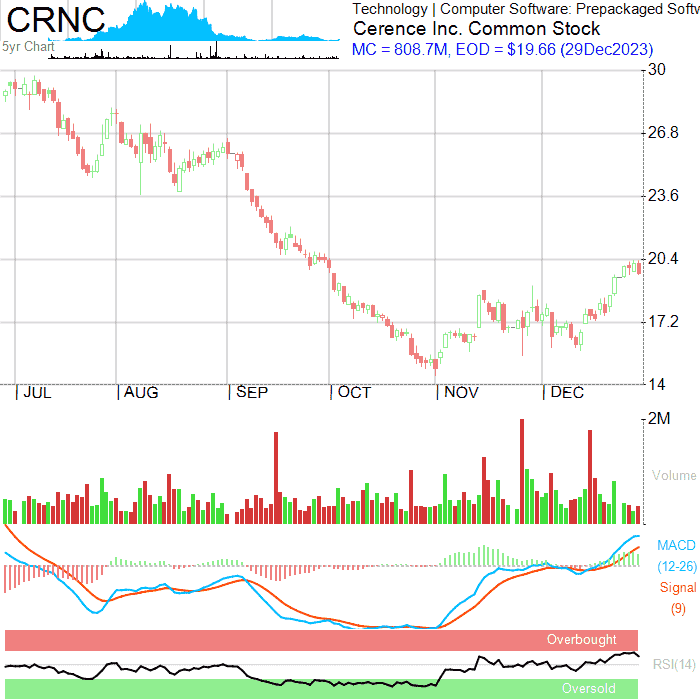 CRNC
5yr Chart
Technology | Computer Software: Prepackaged Softw
Cerence Inc. Common Stock
MC = 808.7M, EOD = $19.66 (29Dec2023)
30
26.8
23.6
20.4
17.2
14
JUL AUG SEP OCT NOV DEC
2M
Volume
MACD
(12-26)
Signal
(9)
Overbought
RSI(14)
Oversold